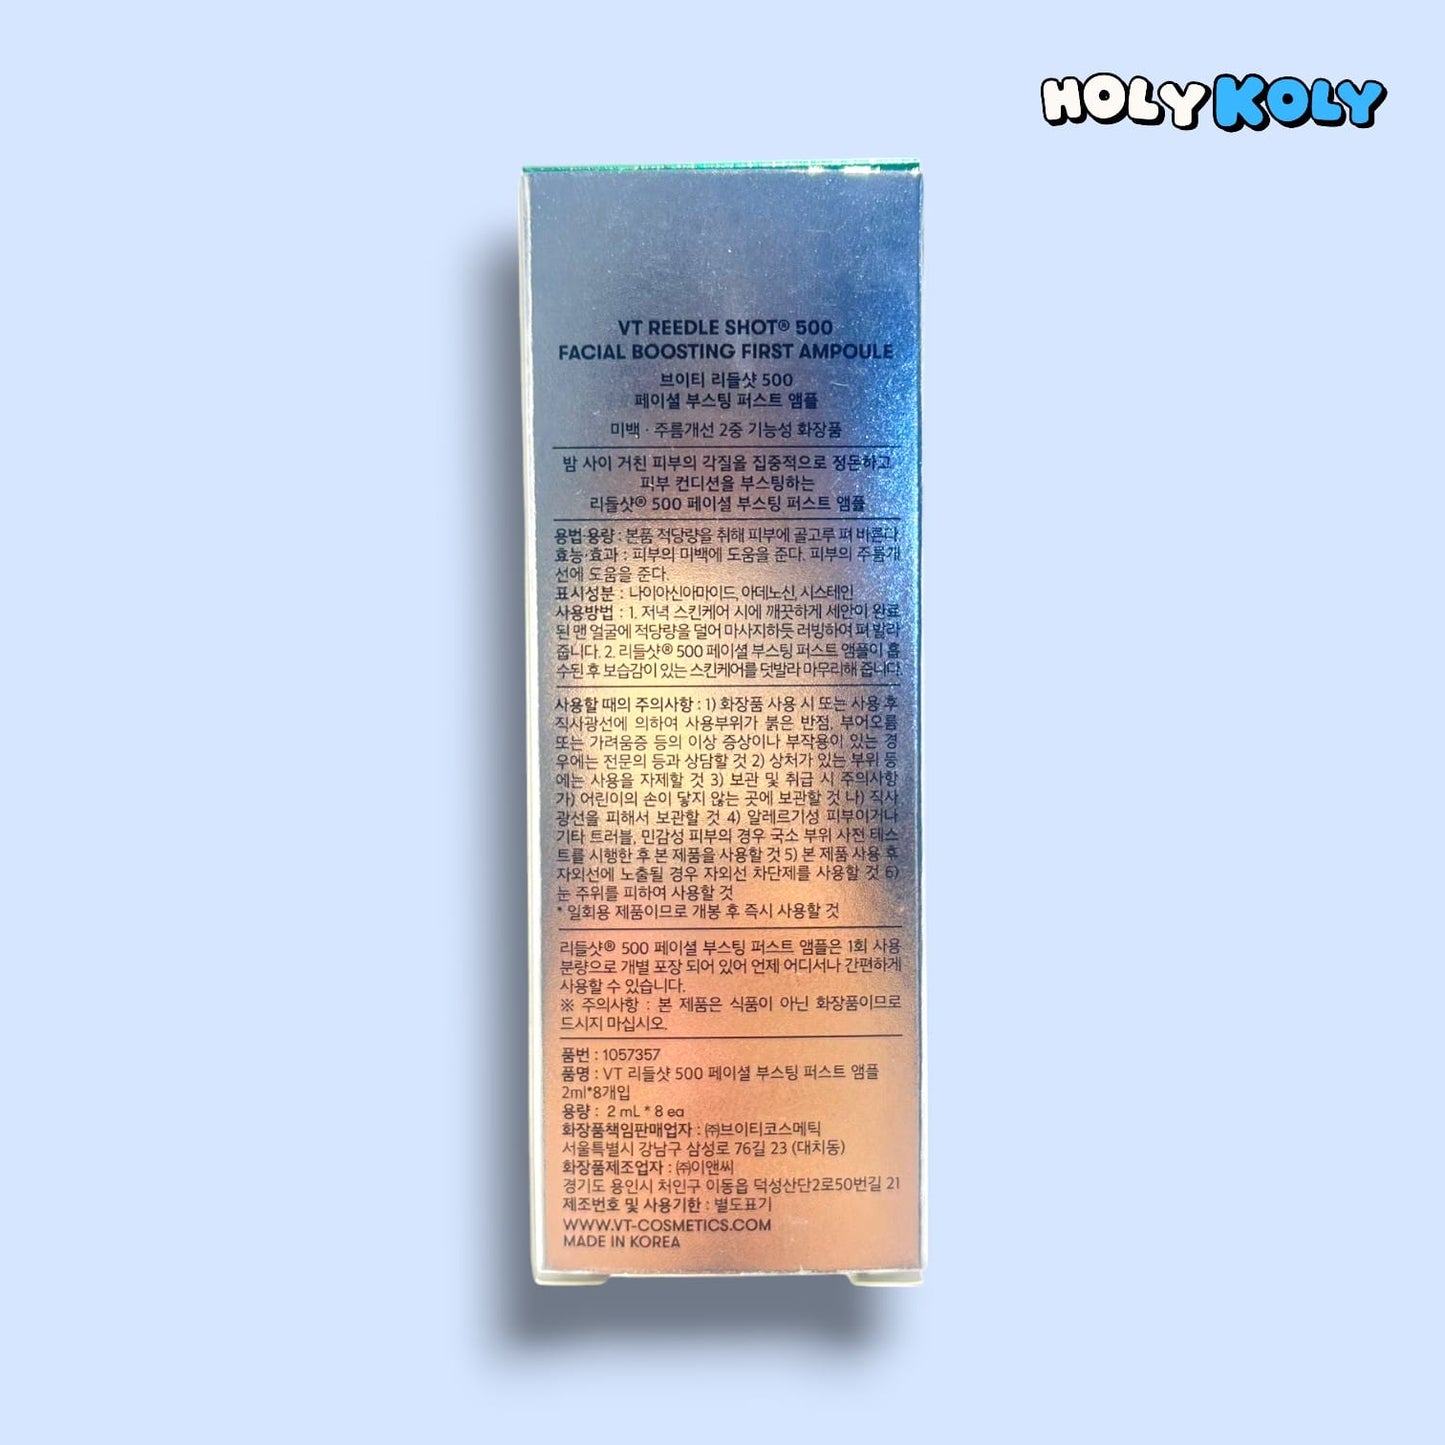 HOLY KOLY
VT REEDLE SHOT® 500
FACIAL BOOSTING FIRST AMPOULE
브이티 리들샷 500
페이셜 부스팅 퍼스트 앰플
미백 · 주름개선 2중 기능성 화장품
밤 사이 거친 피부의 각질을 집중적으로 정돈하고
피부 컨디션을 부스팅하는
리들샷® 500 페이셜 부스팅 퍼스트 앰플
용법·용량 : 본품 적당량을 취해 피부에 골고루 펴 바른다.
효능·효과 : 피부의 미백에 도움을 준다. 피부의 주름개
선에 도움을 준다.
표시성분 : 나이아신아마이드, 아데노신, 시스테인
사용방법 : 1. 저녁 스킨케어 시에 깨끗하게 세안이 완료
된 맨 얼굴에 적당량을 덜어 마사지하듯 러빙하여 펴 발라
줍니다. 2. 리들샷® 500 페이셜 부스팅 퍼스트 앰플이 흡
수된 후 보습감이 있는 스킨케어를 덧발라 마무리해 줍니다.
사용할 때의 주의사항 : 1) 화장품 사용 시 또는 사용 후
직사광선에 의하여 사용부위가 붉은 반점, 부어오름
또는 가려움증 등의 이상 증상이나 부작용이 있는 경
우에는 전문의 등과 상담할 것 2) 상처가 있는 부위 등
에는 사용을 자제할 것 3) 보관 및 취급 시 주의사항
가) 어린이의 손이 닿지 않는 곳에 보관할 것 나) 직사
광선을 피해서 보관할 것 4) 알레르기성 피부이거나
기타 트러블, 민감성 피부의 경우 국소 부위 사전 테스
트를 시행한 후 본 제품을 사용할 것 5) 본 제품 사용 후
자외선에 노출될 경우 자외선 차단제를 사용할 것 6)
눈 주위를 피하여 사용할 것
* 일회용 제품이므로 개봉 후 즉시 사용할 것
리들샷® 500 페이셜 부스팅 퍼스트 앰플은 1회 사용
분량으로 개별 포장 되어 있어 언제 어디서나 간편하게
사용할 수 있습니다.
※ 주의사항 : 본 제품은 식품이 아닌 화장품이므로
드시지 마십시오.
품번 : 1057357
품명 : VT 리들샷 500 페이셜 부스팅 퍼스트 앰플
2ml*8개입
용량 : 2 mL * 8 ea
화장품책임판매업자 : ㈜브이티코스메틱
서울특별시 강남구 삼성로 76길 23 (대치동)
화장품제조업자 : ㈜이앤씨
경기도 용인시 처인구 이동읍 덕성산단2로50번길 21
제조번호 및 사용기한 : 별도표기
WWW.VT-COSMETICS.COM
MADE IN KOREA